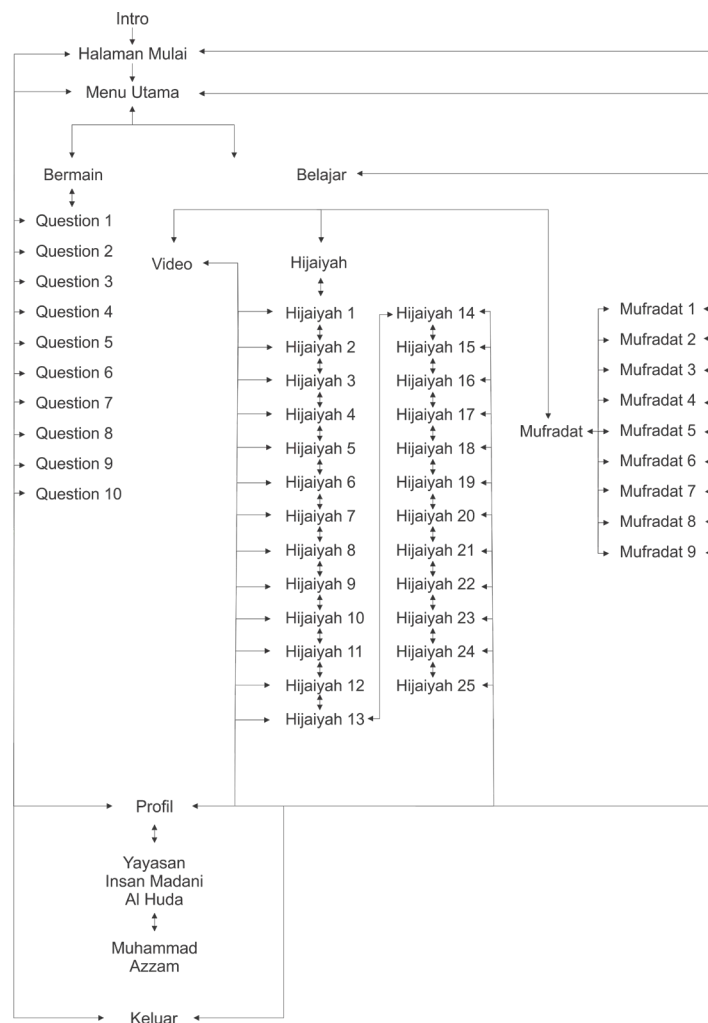 Intro
Halaman Mulai
Menu Utama
Bermain
Belajar
Question 1
Question 2
Question 3
Question 4
Question 5
Question 6
Question 7
Question 8
Question 9
Question 10
Video
Hijaiyah
Hijaiyah 1
Hijaiyah 2
Hijaiyah 3
Hijaiyah 4
Hijaiyah 5
Hijaiyah 6
Hijaiyah 7
Hijaiyah 8
Hijaiyah 9
Hijaiyah 10
Hijaiyah 11
Hijaiyah 12
Hijaiyah 13
Hijaiyah 14
Hijaiyah 15
Hijaiyah 16
Hijaiyah 17
Hijaiyah 18
Hijaiyah 19
Hijaiyah 20
Hijaiyah 21
Hijaiyah 22
Hijaiyah 23
Hijaiyah 24
Hijaiyah 25
Mufradat
Mufradat 1
Mufradat 2
Mufradat 3
Mufradat 4
Mufradat 5
Mufradat 6
Mufradat 7
Mufradat 8
Mufradat 9
Profil
Yayasan
Insan Madani
Al Huda
Muhammad
Azzam
Keluar